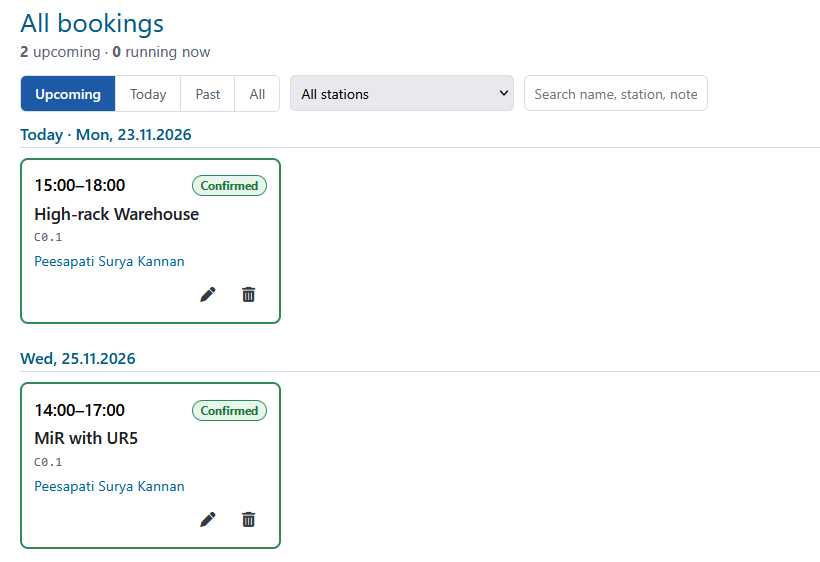 All bookings
2 upcoming · 0 running now
Upcoming Today Past All All stations Search name, station, note
Today · Mon, 23.11.2026
15:00–18:00 Confirmed
High-rack Warehouse
C0.1
Peesapati Surya Kannan
Wed, 25.11.2026
14:00–17:00 Confirmed
MiR with UR5
C0.1
Peesapati Surya Kannan